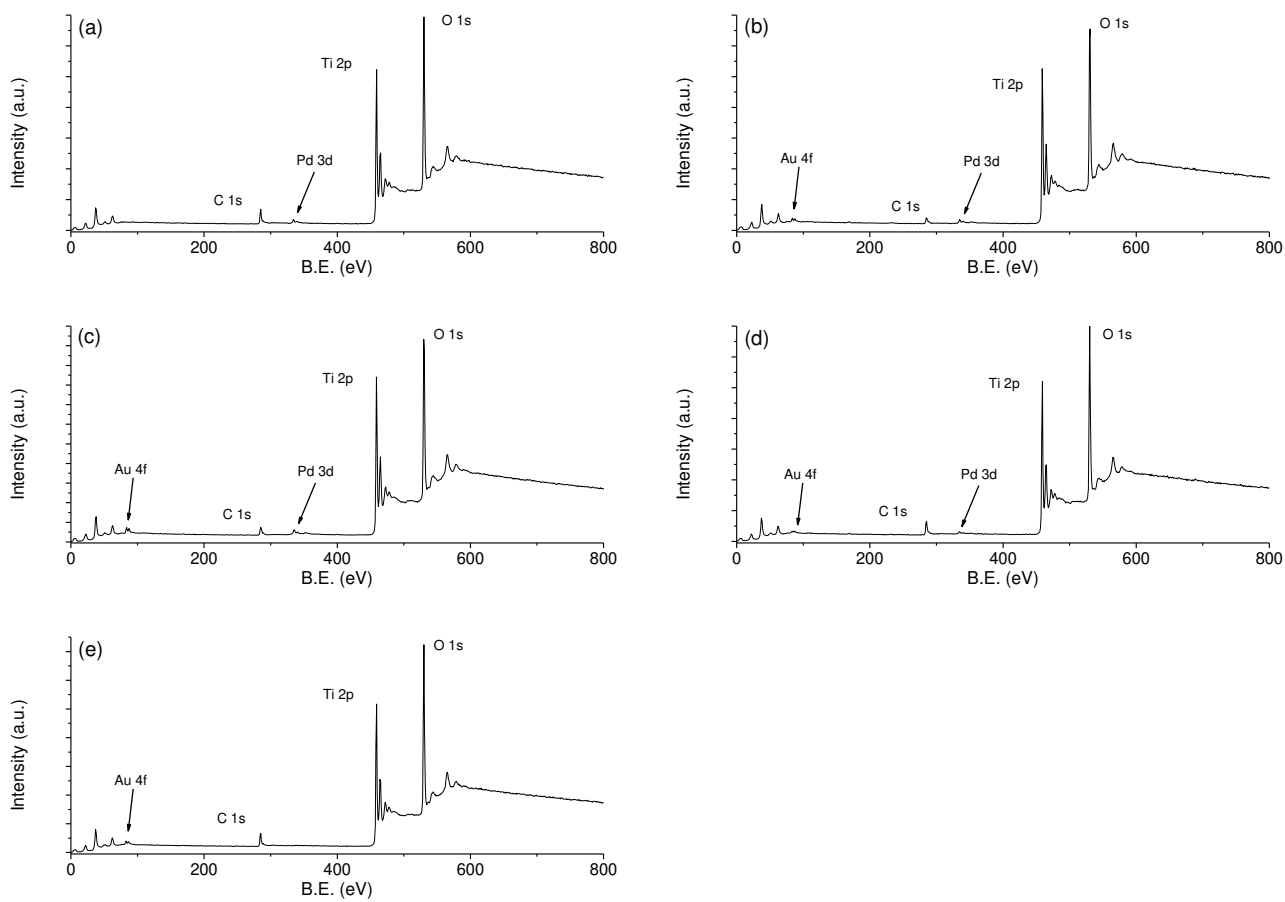 (a)
O 1s
Ti 2p
Pd 3d
C 1s
Intensity (a.u.)
0 200 400 600 800
B.E. (eV)
(b)
O 1s
Ti 2p
Au 4f
Pd 3d
C 1s
Intensity (a.u.)
0 200 400 600 800
B.E. (eV)
(c)
O 1s
Ti 2p
Au 4f
Pd 3d
C 1s
Intensity (a.u.)
0 200 400 600 800
B.E. (eV)
(d)
O 1s
Ti 2p
Au 4f
Pd 3d
C 1s
Intensity (a.u.)
0 200 400 600 800
B.E. (eV)
(e)
O 1s
Ti 2p
Au 4f
C 1s
Intensity (a.u.)
0 200 400 600 800
B.E. (eV)